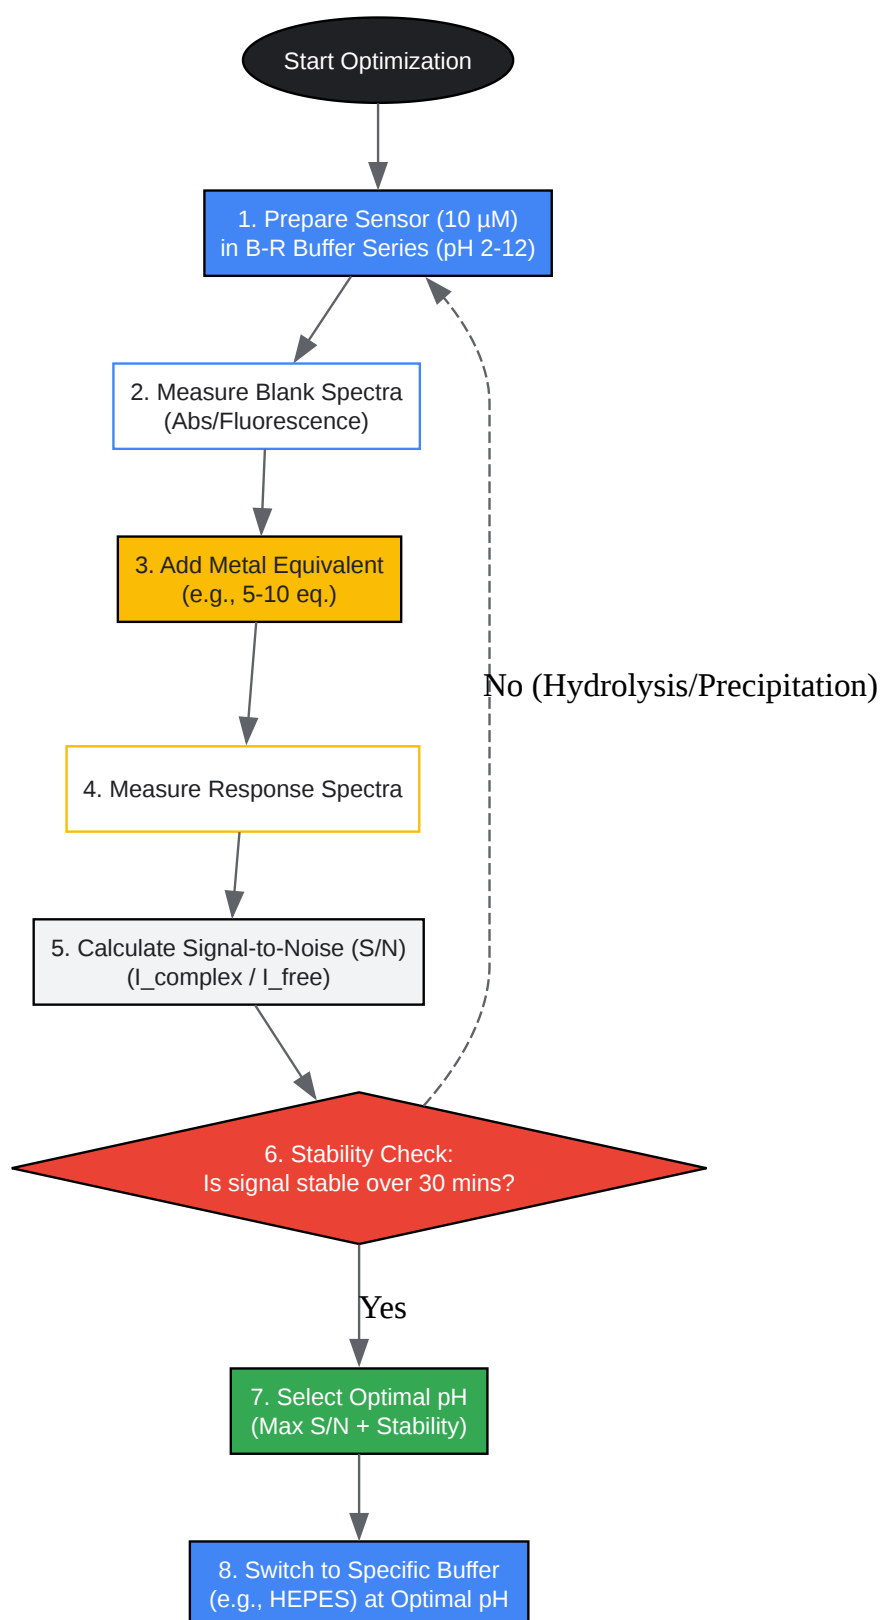 Start Optimization
1. Prepare Sensor (10 µM)
in B-R Buffer Series (pH 2-12)
2. Measure Blank Spectra
(Abs/Fluorescence)
3. Add Metal Equivalent
(e.g., 5-10 eq.)
No (Hydrolysis/Precipitation)
4. Measure Response Spectra
5. Calculate Signal-to-Noise (S/N)
(I_complex / I_free)
6. Stability Check:
Is signal stable over 30 mins?
Yes
7. Select Optimal pH
(Max S/N + Stability)
8. Switch to Specific Buffer
(e.g., HEPES) at Optimal pH